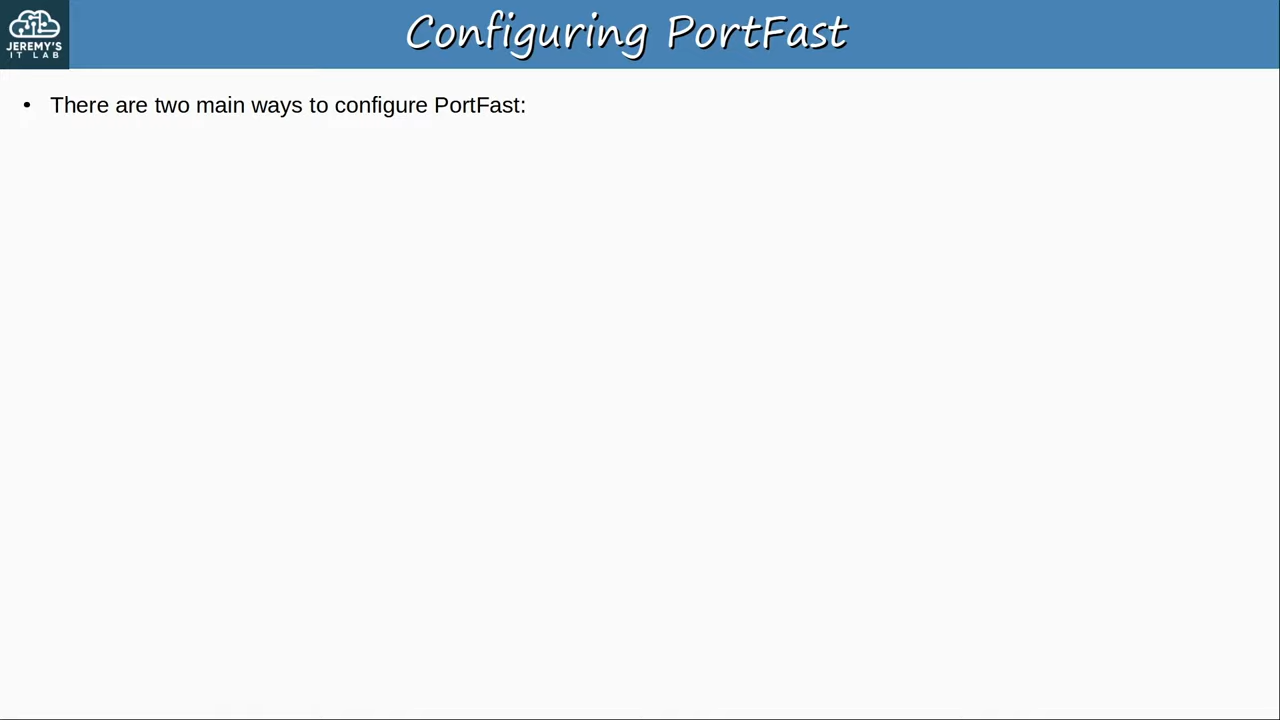 JEREMY'S
IT LAB
Configuring PortFast
• There are two main ways to configure PortFast: